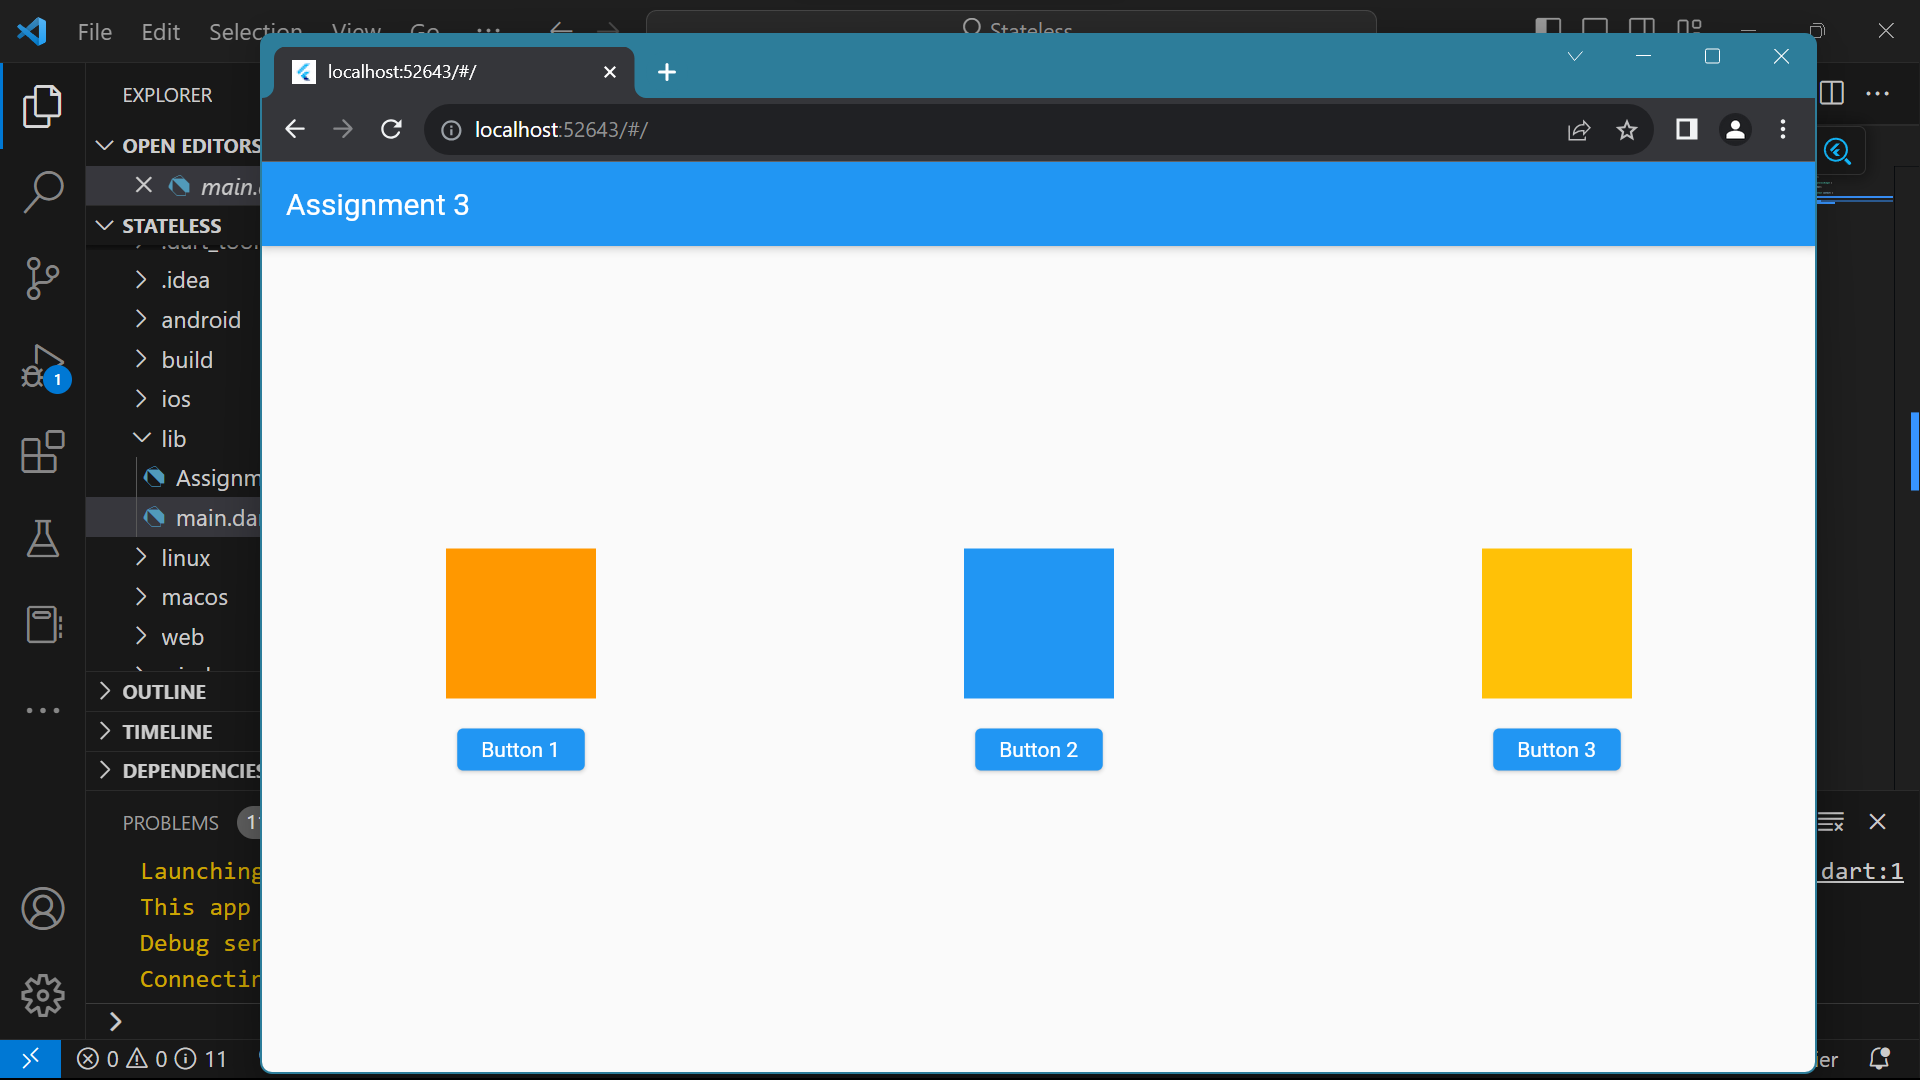 File Edit Selection View Go ... Stateless
localhost:52643/#/
localhost:52643/#/
EXPLORER
OPEN EDITORS
main.
STATELESS
.dart_tool
.idea
android
build
ios
lib
Assignm
main.da
linux
macos
web
OUTLINE
TIMELINE
DEPENDENCIES
1
Assignment 3
Button 1
Button 2
Button 3
PROBLEMS 11
Launching
dart:1
This app
Debug ser
Connectin
0 0 11
ier